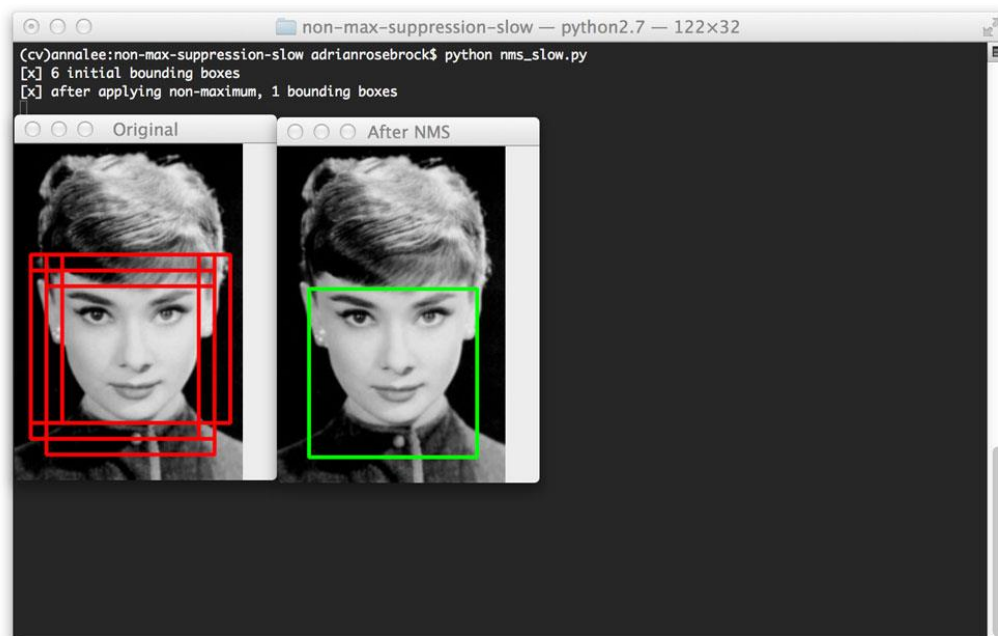 non-max-suppression-slow — python2.7 — 122×32
(cv)annalee:non-max-suppression-slow adrianrosebrock$ python nms_slow.py
[x] 6 initial bounding boxes
[x] after applying non-maximum, 1 bounding boxes
Original
After NMS